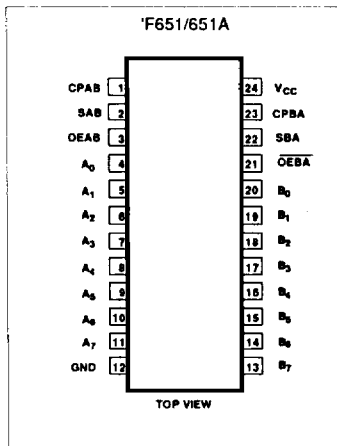 'F651/651A
CPAB 1 24 VCC
SAB 2 23 CPBA
OEAB 3 22 SBA
A0 4 21 OEBA
A1 5 20 B0
A2 6 19 B1
A3 7 18 B2
A4 8 17 B3
A5 9 16 B4
A6 10 15 B5
A7 11 14 B6
GND 12 13 B7
TOP VIEW